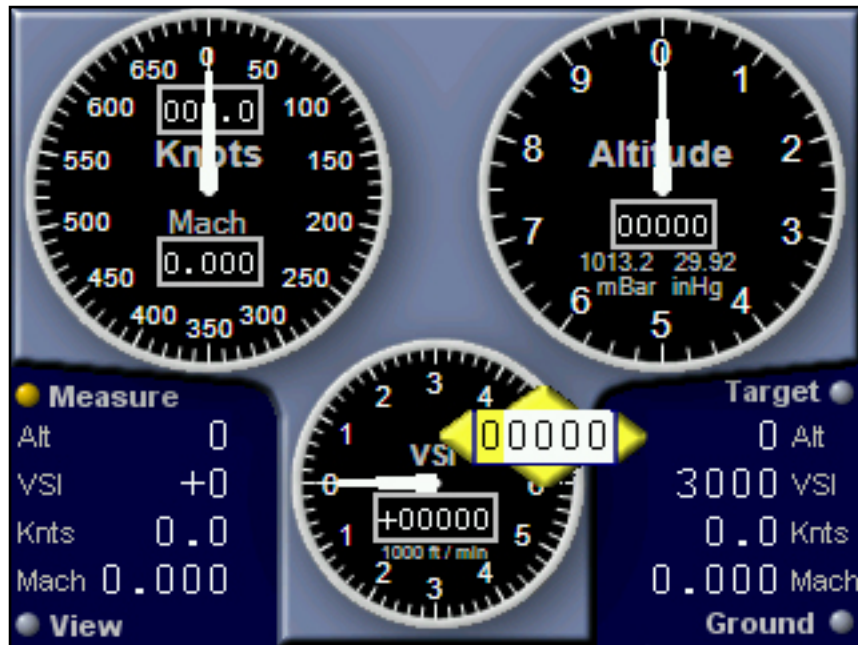 0
50
100
150
200
250
300
350
400
450
500
550
600
650
Knots
Mach
0.000
0
1
2
3
4
5
6
7
8
9
Altitude
00000
1013.2 29.92
mBar inHg
Measure
Alt 0
VSI +0
Knts 0.0
Mach 0.000
View
0
1
2
3
4
6
5
4
3
2
1
VSI
00000
+00000
1000 ft / min
Target
0 Alt
3000 VSI
0.0 Knts
0.000 Mach
Ground